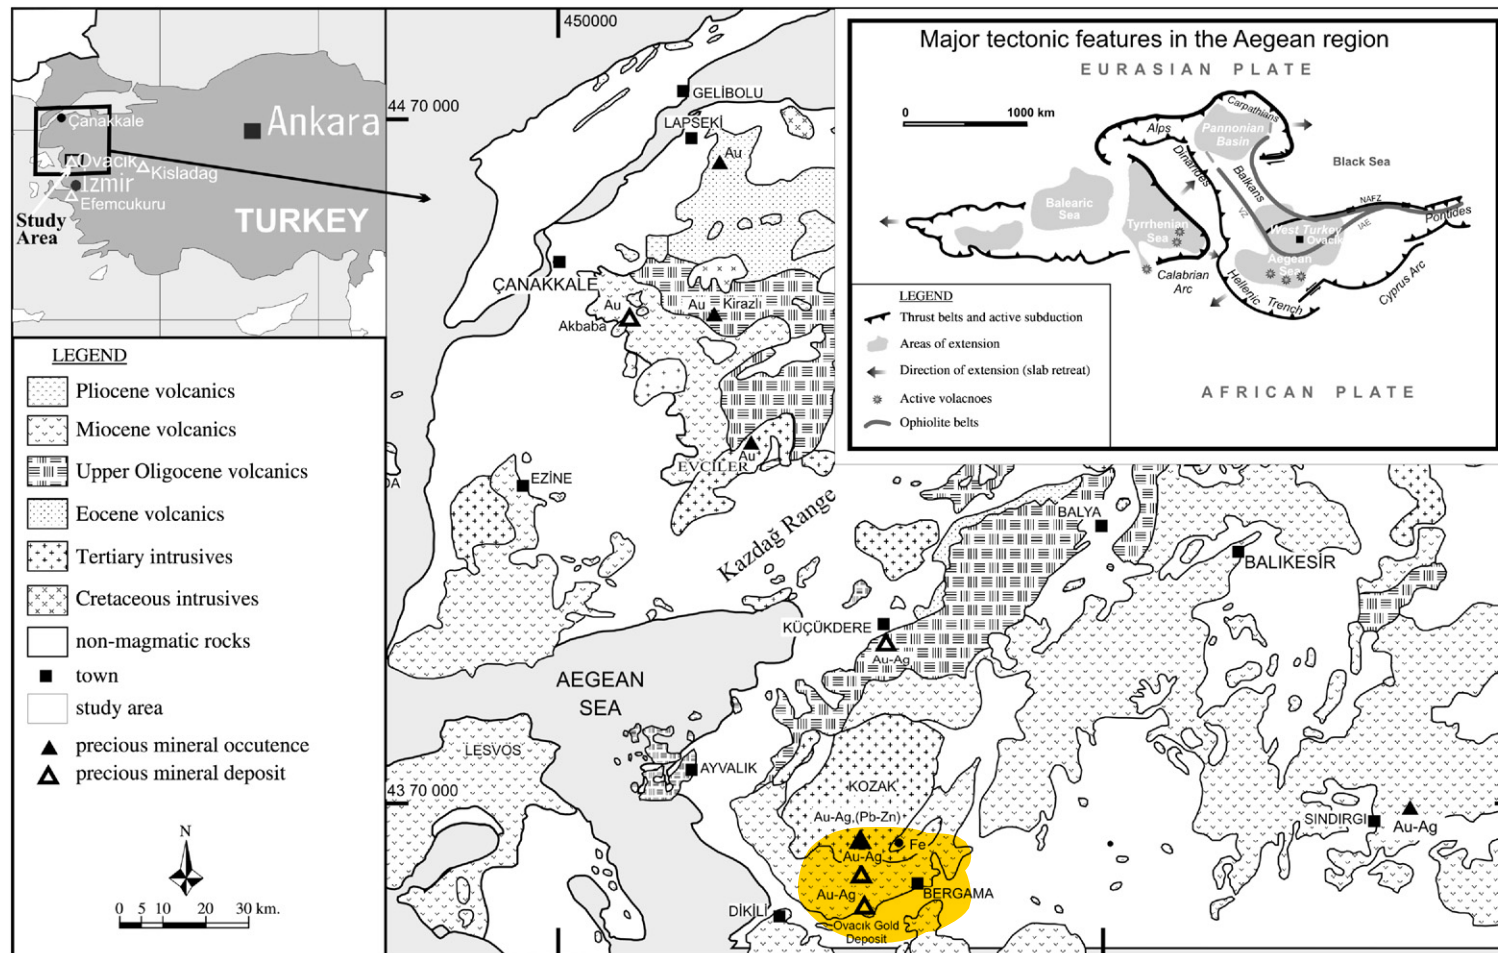 Çanakkale
Ankara
Ovacık
Kisladag
Izmir
Efemcukuru
Study
Area
TURKEY
LEGEND
Pliocene volcanics
Miocene volcanics
Upper Oligocene volcanics
Eocene volcanics
Tertiary intrusives
Cretaceous intrusives
non-magmatic rocks
town
study area
precious mineral occutence
precious mineral deposit
N
0 5 10 20 30 km.
450000
44 70 000
GELİBOLU
LAPSEKİ
Au
ÇANAKKALE
Au
Akbaba
Au
Kirazlı
EVCİLER
Au
EZİNE
DA
Kazdağ Range
BALYA
BALIKESİR
KÜÇÜKDERE
Au-Ag
AEGEAN
SEA
LESVOS
AYVALIK
43 70 000
KOZAK
Au-Ag,(Pb-Zn)
Fe
Au-Ag
Au-Ag
BERGAMA
DİKİLİ
Ovacık Gold
Deposit
SINDIRGI
Au-Ag
Major tectonic features in the Aegean region
EURASIAN PLATE
0 1000 km
Carpathians
Alps
Pannonian
Basin
Dinarides
Black Sea
Balkans
Balearic
Sea
Tyrrhenian
Sea
VZ
NAFZ
Pontides
West Turkey
IAE
Ovacık
Aegean
Sea
Calabrian
Arc
Hellenic
Trench
Cyprus Arc
LEGEND
Thrust belts and active subduction
Areas of extension
Direction of extension (slab retreat)
Active volacnoes
Ophiolite belts
AFRICAN PLATE